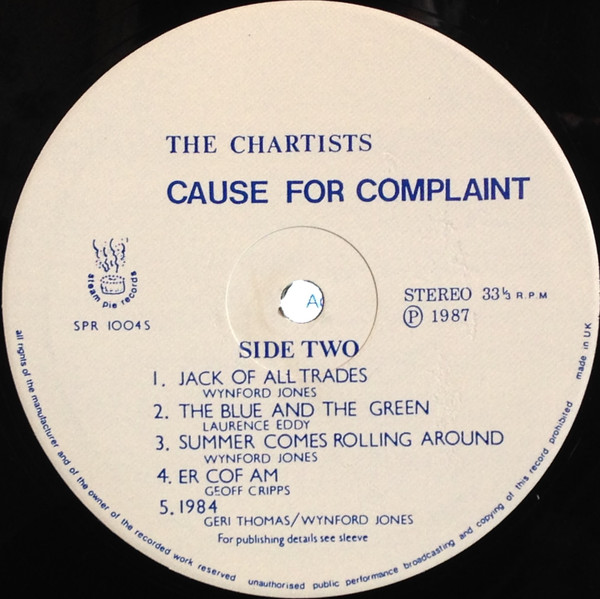 THE CHARTISTS
CAUSE FOR COMPLAINT
steam pie records
SPR 1004S
STEREO 33⅓ R.P.M
Ⓟ 1987
SIDE TWO
1. JACK OF ALL TRADES
WYNFORD JONES
2. THE BLUE AND THE GREEN
LAURENCE EDDY
3. SUMMER COMES ROLLING AROUND
WYNFORD JONES
4. ER COF AM
GEOFF CRIPPS
5. 1984
GERI THOMAS/WYNFORD JONES
For publishing details see sleeve
all rights of the manufacturer and of the owner of the recorded work reserved unauthorised public performance broadcasting and copying of this record prohibited made in UK